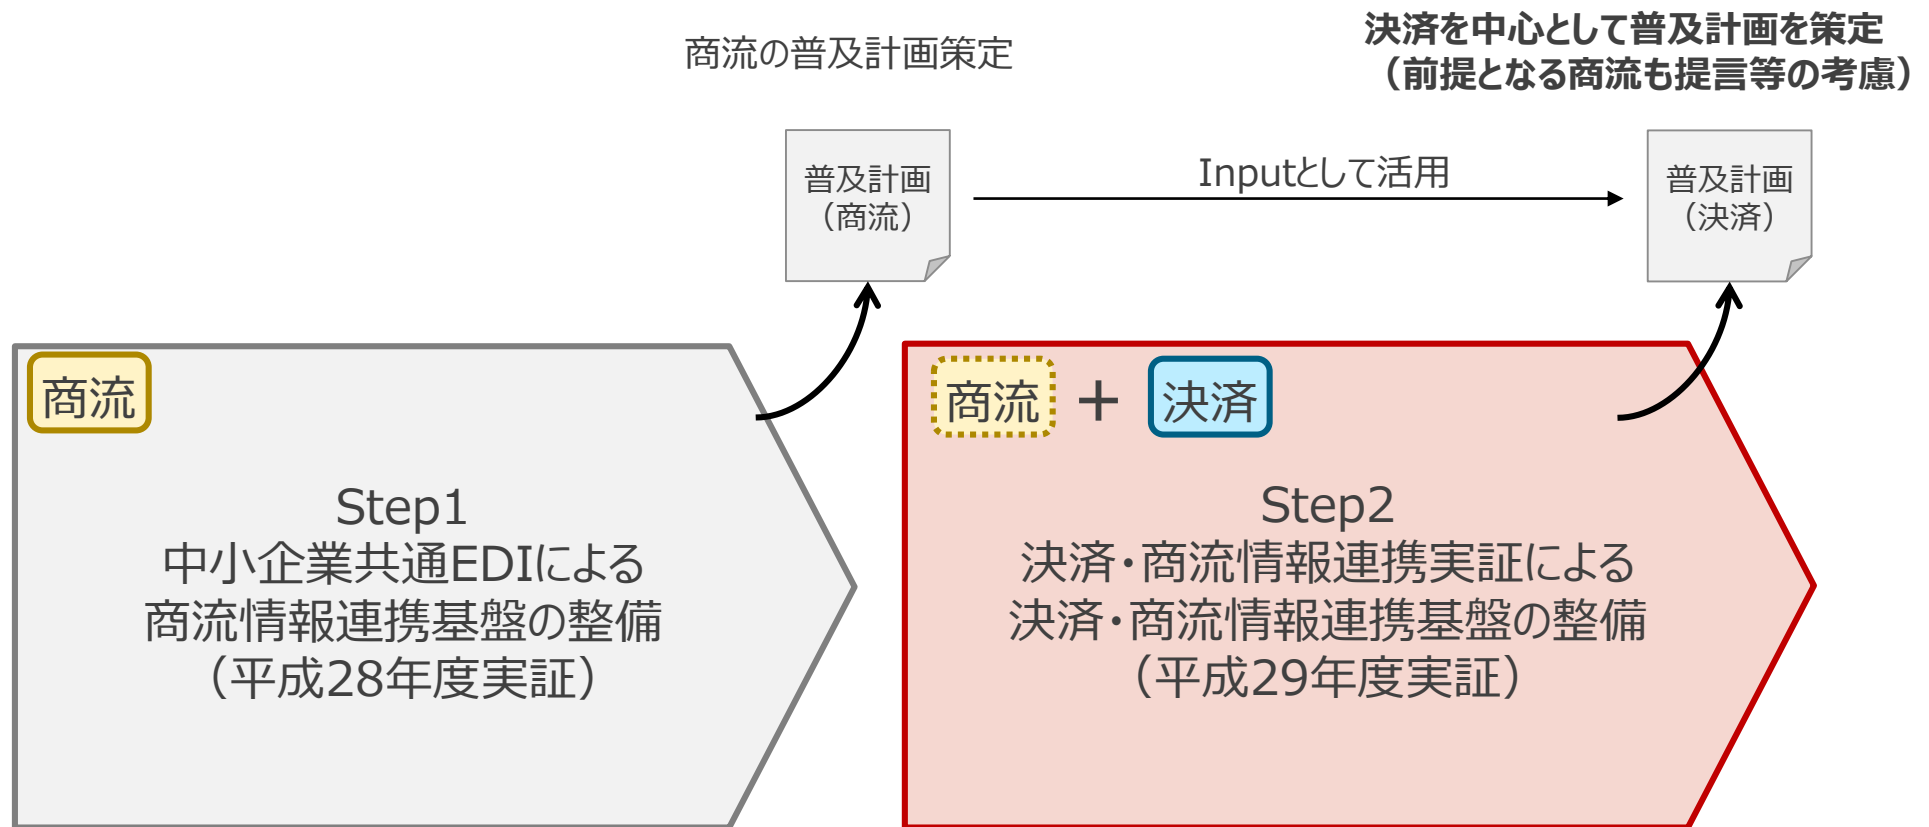 商流の普及計画策定
決済を中心として普及計画を策定
（前提となる商流も提言等の考慮）
普及計画
（商流）
Inputとして活用
普及計画
（決済）
商流
Step1
中小企業共通EDIによる
商流情報連携基盤の整備
（平成28年度実証）
商流 + 決済
Step2
決済・商流情報連携実証による
決済・商流情報連携基盤の整備
（平成29年度実証）